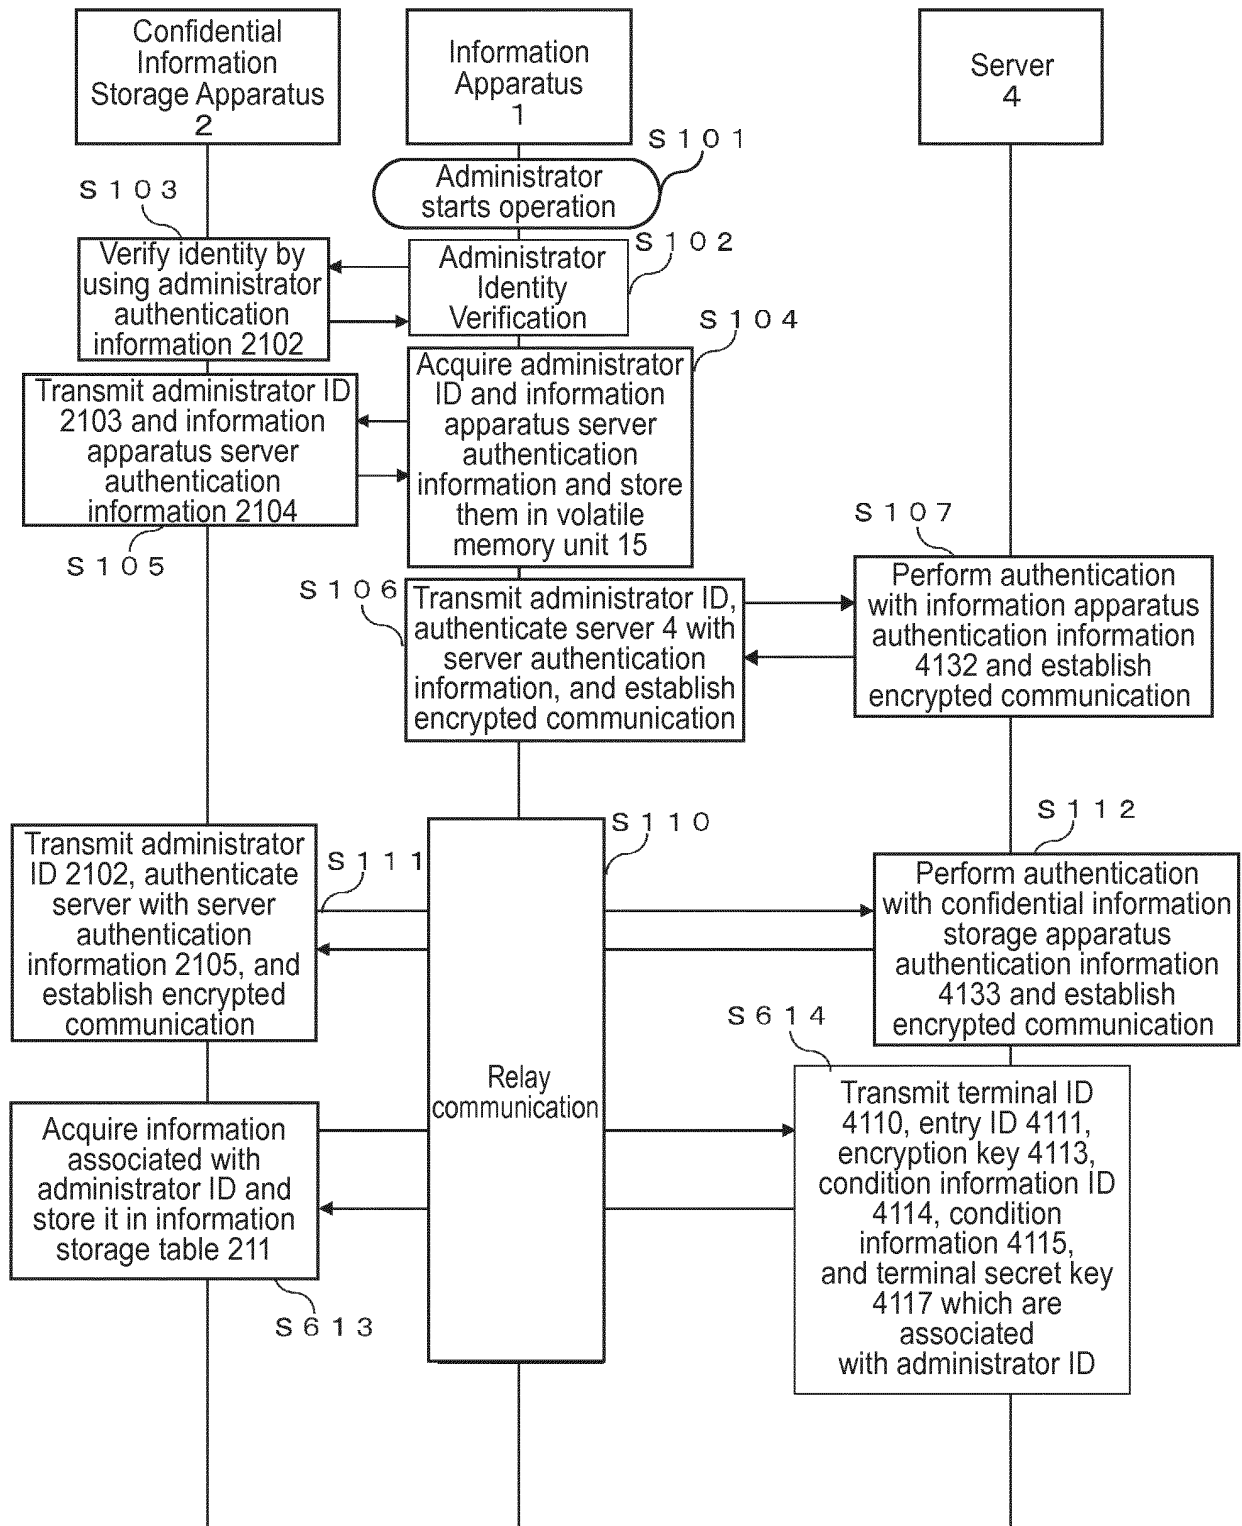 Confidential
Information
Storage Apparatus
2
Information
Apparatus
1
Server
4
S101
Administrator
starts operation
S103
Verify identity by
using administrator
authentication
information 2102
S102
Administrator
Identity
Verification
S104
Acquire administrator
ID and information
apparatus server
authentication
information and store
them in volatile
memory unit 15
Transmit administrator ID
2103 and information
apparatus server
authentication
information 2104
S105
S106
Transmit administrator ID,
authenticate server 4 with
server authentication
information, and establish
encrypted communication
S107
Perform authentication
with information apparatus
authentication information
4132 and establish
encrypted communication
S110
Relay
communication
S111
Transmit administrator
ID 2102, authenticate
server with server
authentication
information 2105, and
establish encrypted
communication
S112
Perform authentication
with confidential information
storage apparatus
authentication information
4133 and establish
encrypted communication
Acquire information
associated with
administrator ID and
store it in information
storage table 211
S613
S614
Transmit terminal ID
4110, entry ID 4111,
encryption key 4113,
condition information ID
4114, condition
information 4115,
and terminal secret key
4117 which are
associated
with administrator ID